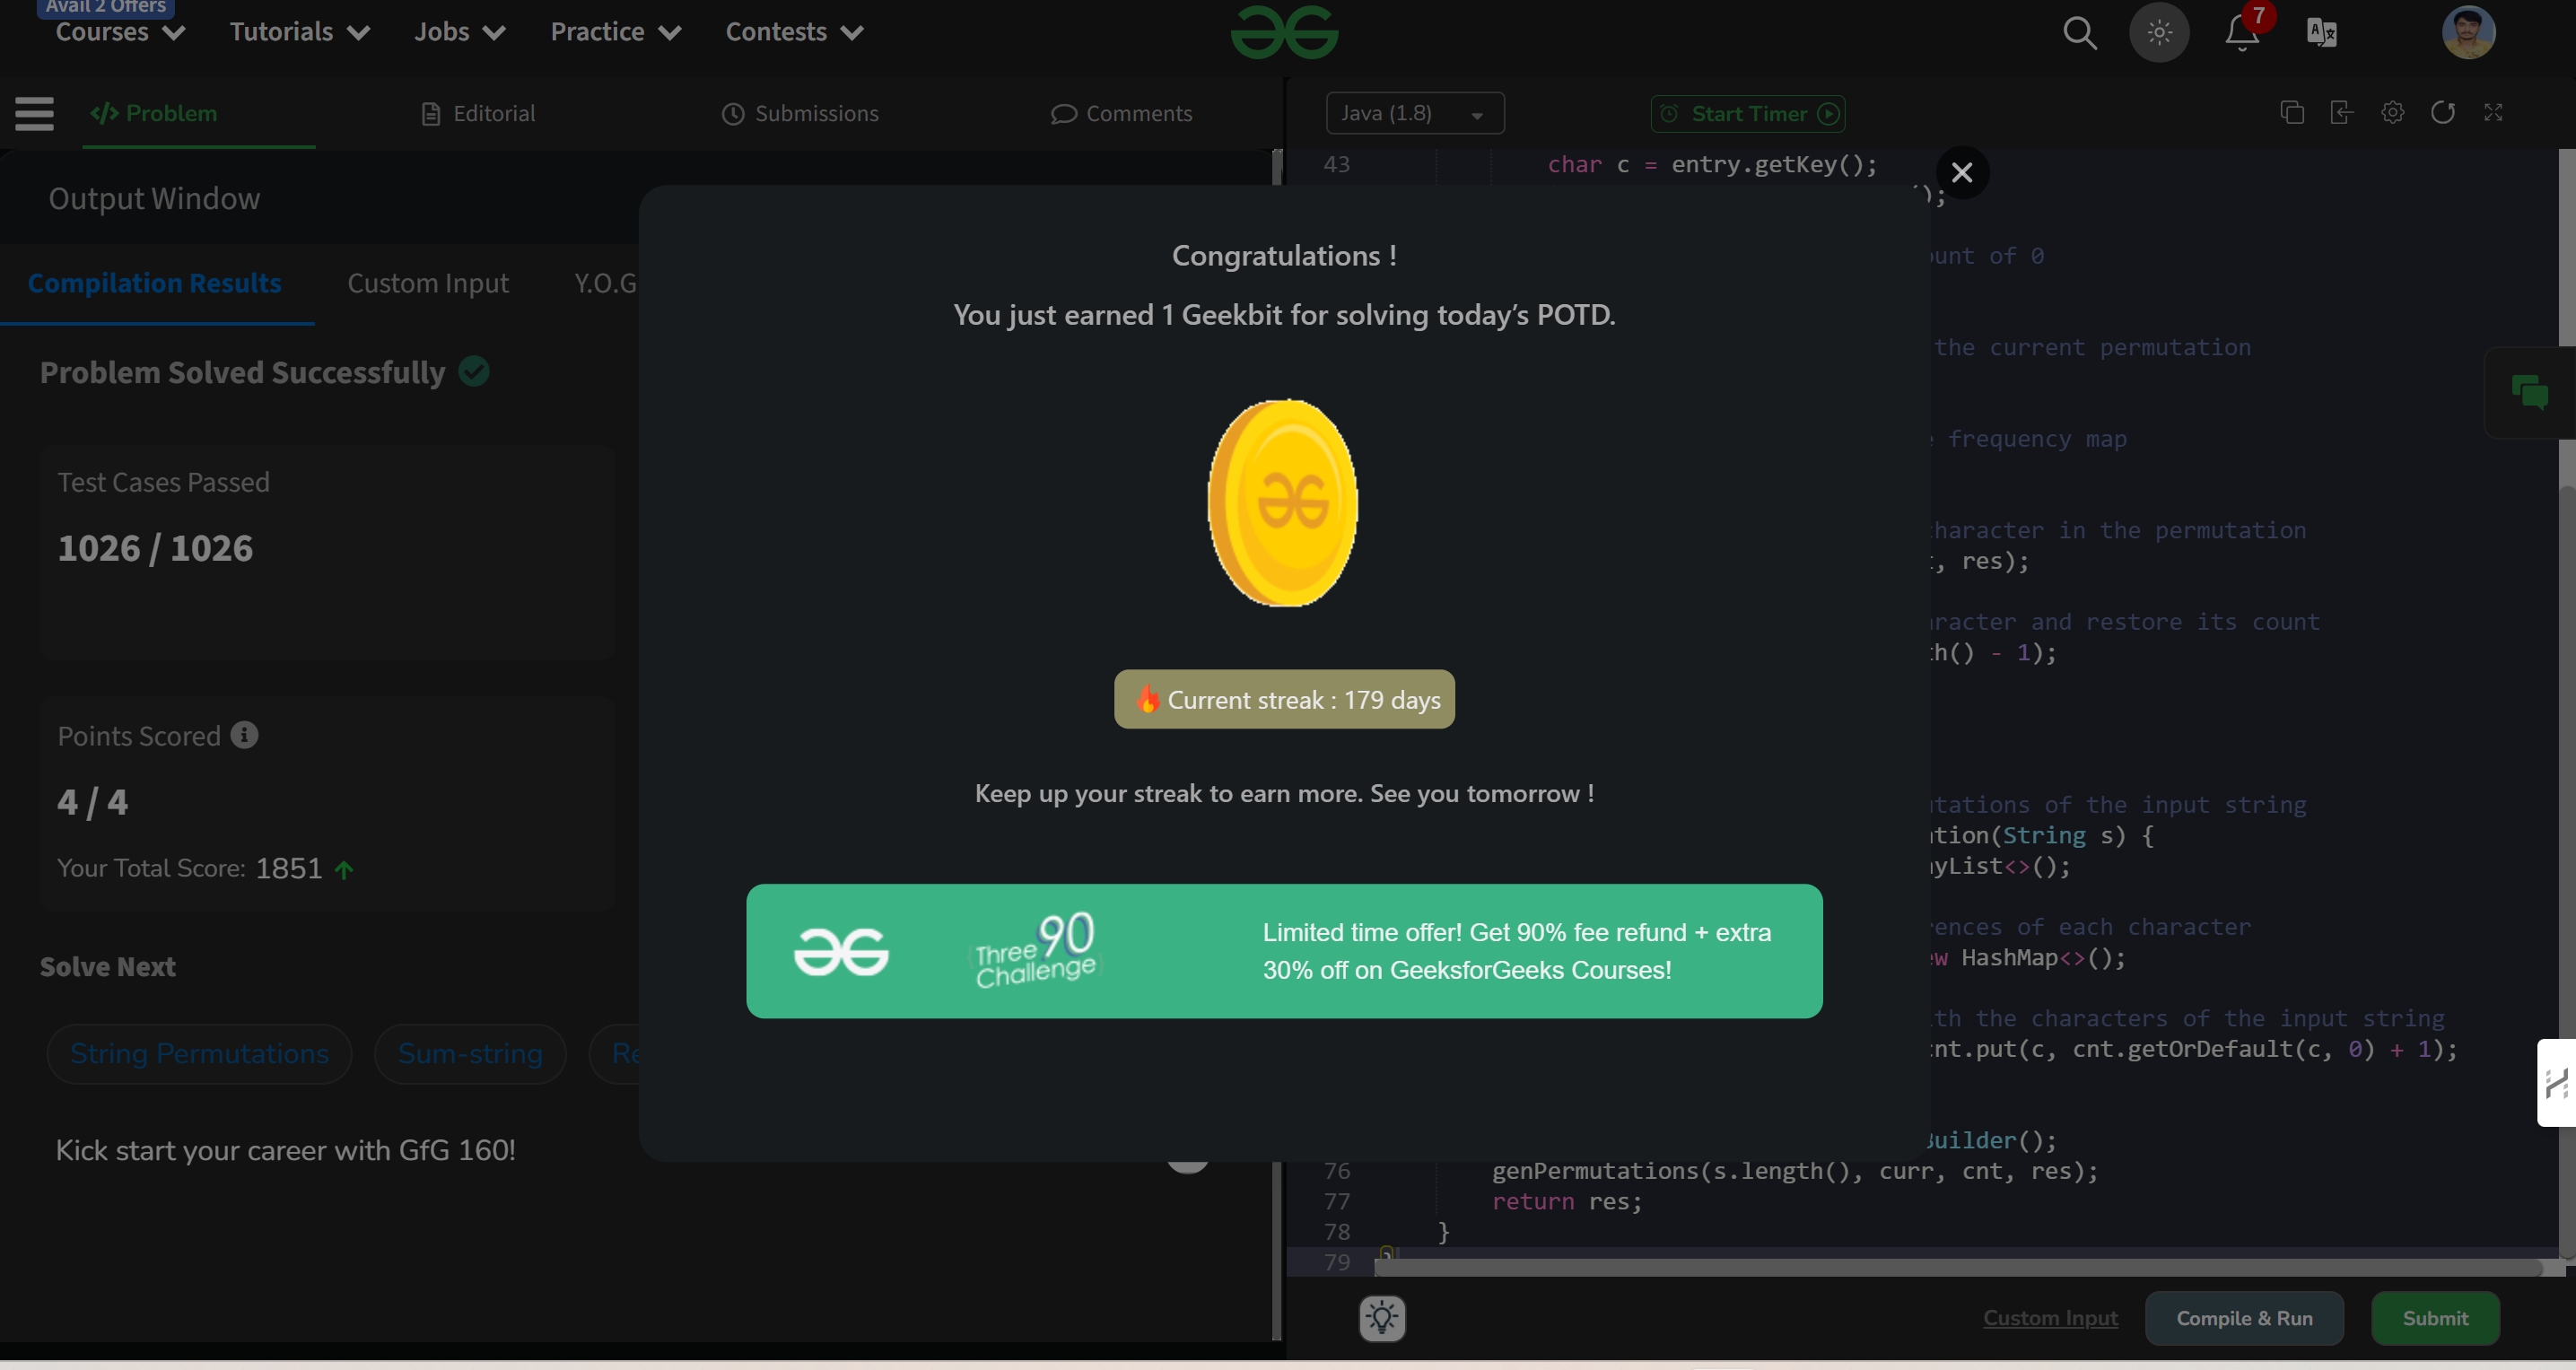 Avail 2 Offers
Courses
Tutorials
Jobs
Practice
Contests
7
Problem
Editorial
Submissions
Comments
Java (1.8)
Start Timer
Output Window
Compilation Results
Custom Input
Y.O.G
Problem Solved Successfully
Test Cases Passed
1026 / 1026
Points Scored
4 / 4
Your Total Score: 1851
Solve Next
String Permutations
Sum-string
Re
Kick start your career with GfG 160!
Congratulations !
You just earned 1 Geekbit for solving today's POTD.
🔥 Current streak : 179 days
Keep up your streak to earn more. See you tomorrow !
Three 90
Challenge
Limited time offer! Get 90% fee refund + extra
30% off on GeeksforGeeks Courses!
43 char c = entry.getKey();
);
unt of 0
the current permutation
frequency map
character in the permutation
, res);
racter and restore its count
th() - 1);
tations of the input string
tion(String s) {
yList<>();
rences of each character
ew HashMap<>();
th the characters of the input string
cnt.put(c, cnt.getOrDefault(c, 0) + 1);
Builder();
76 genPermutations(s.length(), curr, cnt, res);
77 return res;
78 }
79 }
Custom Input
Compile & Run
Submit